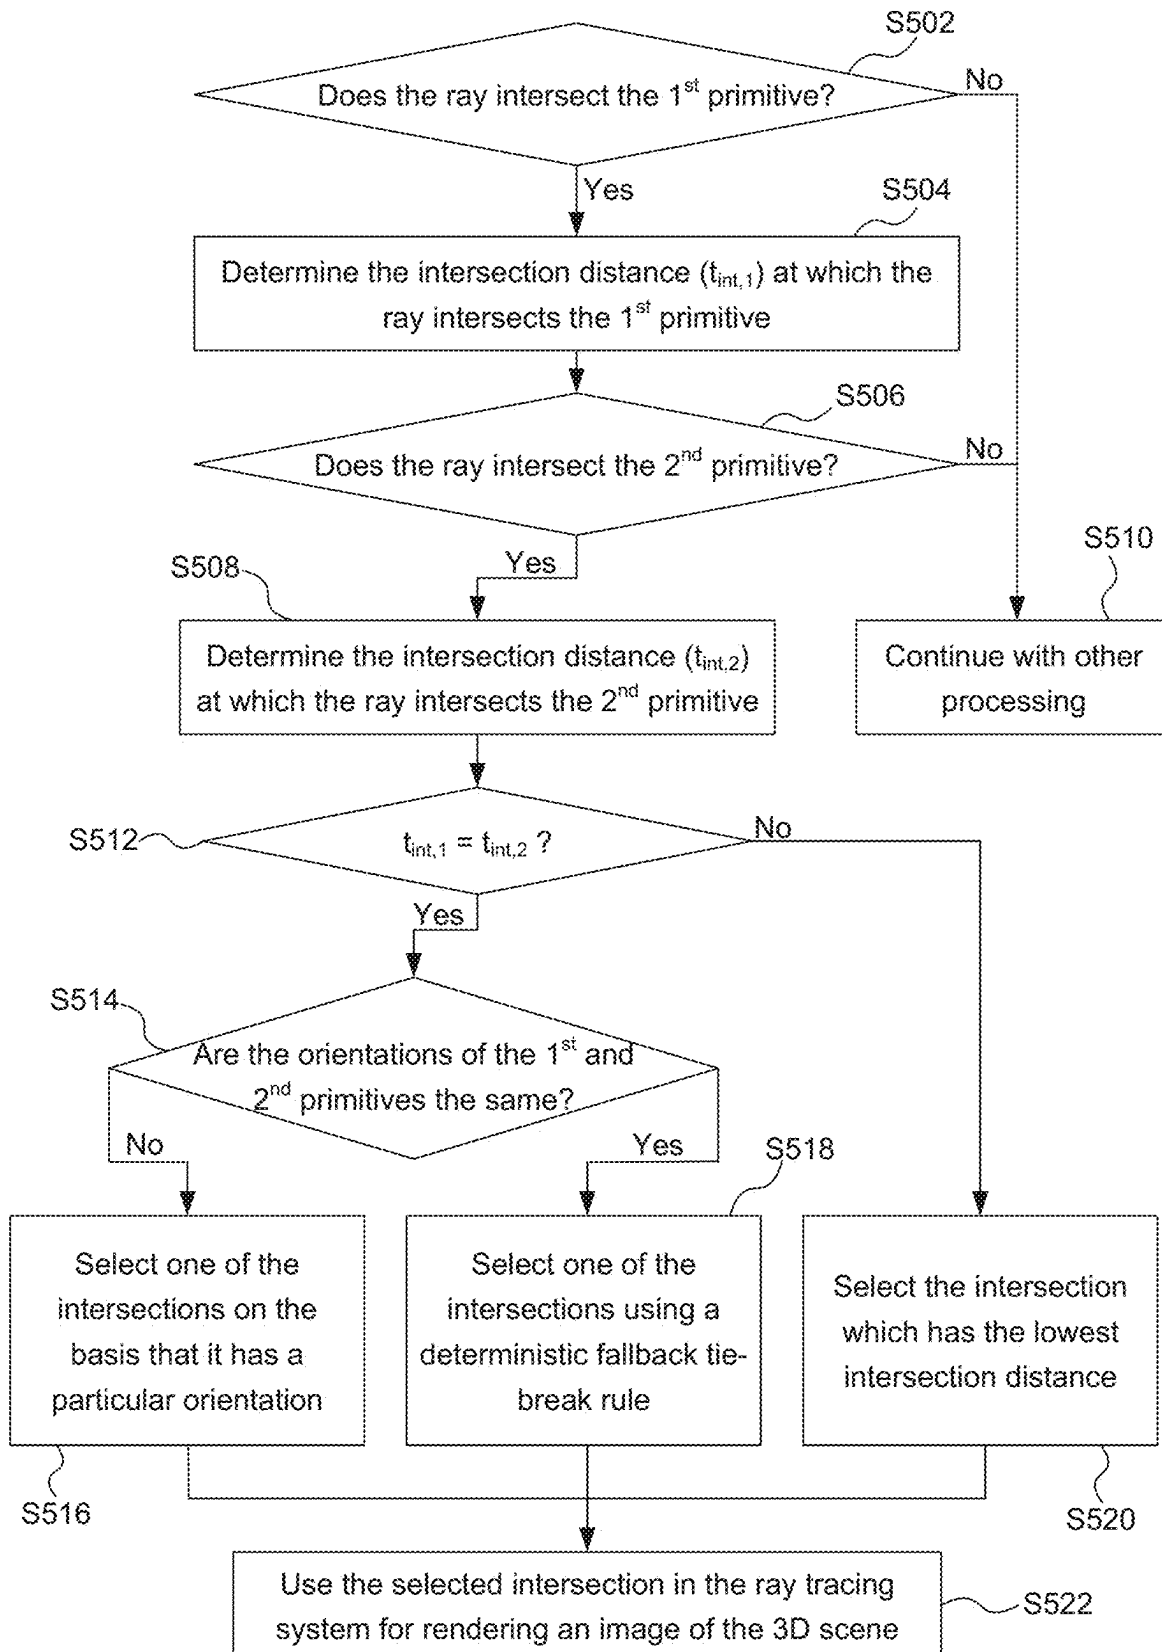 S502
Does the ray intersect the 1st primitive?
No
Yes
S504
Determine the intersection distance (tint,1) at which the
ray intersects the 1st primitive
S506
Does the ray intersect the 2nd primitive?
No
Yes
S508
S510
Determine the intersection distance (tint,2)
at which the ray intersects the 2nd primitive
Continue with other
processing
S512
tint,1 = tint,2 ?
No
Yes
S514
Are the orientations of the 1st and
2nd primitives the same?
No
Yes
S518
Select one of the
intersections on the
basis that it has a
particular orientation
Select one of the
intersections using a
deterministic fallback tie-
break rule
Select the intersection
which has the lowest
intersection distance
S516
S520
Use the selected intersection in the ray tracing
system for rendering an image of the 3D scene
S522